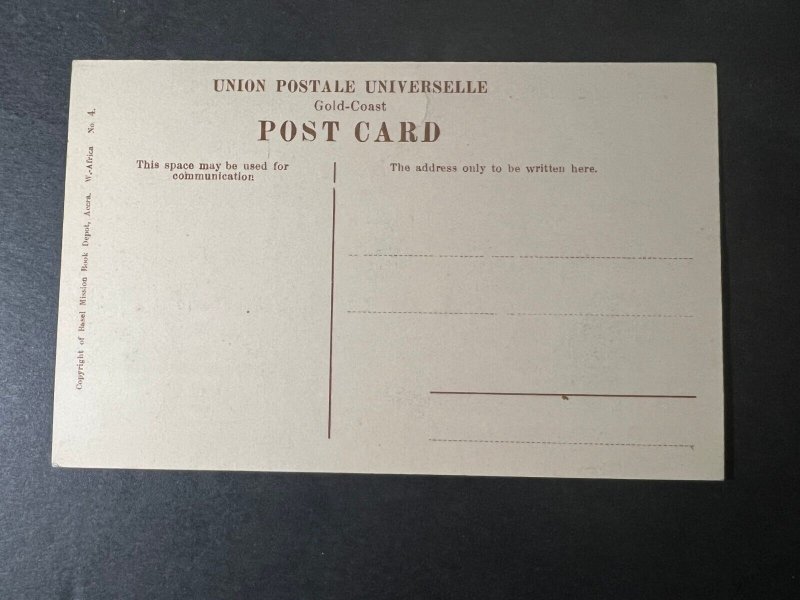 UNION POSTALE UNIVERSELLE
Gold-Coast
POST CARD
This space may be used for
communication
The address only to be written here.
Copyright of Basel Mission Book Depot, Accra. W.-Africa No. 4.